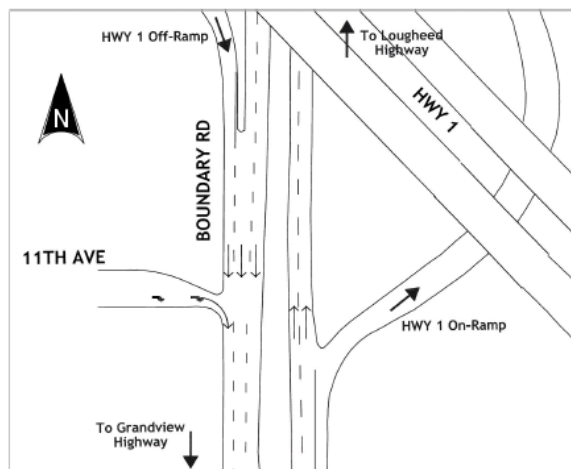 HWY 1 Off-Ramp
To Lougheed
Highway
HWY 1
N
BOUNDARY RD
11TH AVE
HWY 1 On-Ramp
To Grandview
Highway